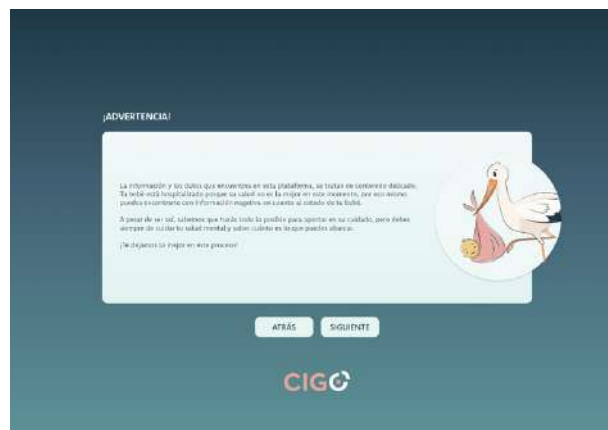 ¡ADVERTENCIA!
La información y los datos que encuentres en esta plataforma, se tratan de contenido delicado.
Tu bebé está hospitalizado porque su salud no es la mejor en este momento, por eso mismo
puedes encontrarte con información negativa en cuanto al estado de tu bebé.
A pesar de ser así, sabemos que harás todo lo posible para aportar en su cuidado, pero debes
siempre de cuidar tu salud mental y saber cuánto es lo que puedes abarcar.
¡Te dejamos lo mejor en este proceso!
ATRÁS
SIGUIENTE
CIGO